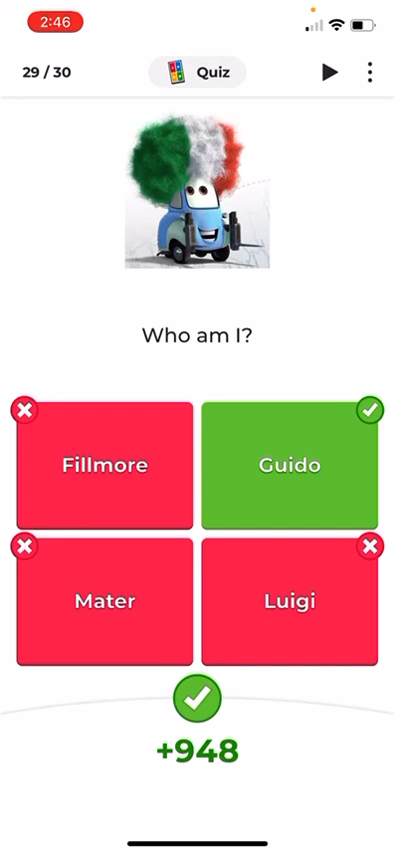 2:46
29 / 30
Quiz
Who am I?
Fillmore
Guido
Mater
Luigi
+948